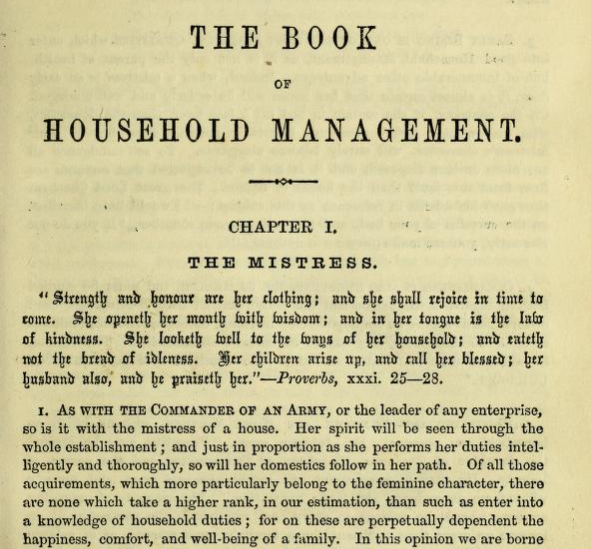 THE BOOK
OF
HOUSEHOLD MANAGEMENT.
CHAPTER I.
THE MISTRESS.
"Strength and honour are her clothing; and she shall rejoice in time to
come. She openeth her mouth with wisdom; and in her tongue is the law
of kindness. She looketh well to the ways of her household; and eateth
not the bread of idleness. Her children arise up, and call her blessed; her
husband also, and he praiseth her."—Proverbs, xxxi. 25—28.
1. AS WITH THE COMMANDER OF AN ARMY, or the leader of any enterprise,
so is it with the mistress of a house. Her spirit will be seen through the
whole establishment; and just in proportion as she performs her duties intel-
ligently and thoroughly, so will her domestics follow in her path. Of all those
acquirements, which more particularly belong to the feminine character, there
are none which take a higher rank, in our estimation, than such as enter into
a knowledge of household duties; for on these are perpetually dependent the
happiness, comfort, and well-being of a family. In this opinion we are borne